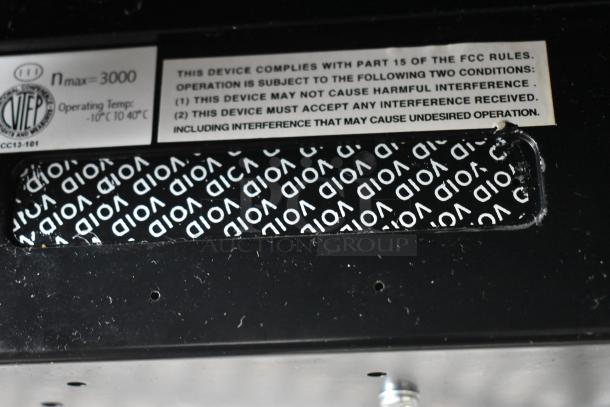 III
nmax=3000
NTEP
Operating Temp:
-10°C TO 40°C
CC13-101
THIS DEVICE COMPLIES WITH PART 15 OF THE FCC RULES.
OPERATION IS SUBJECT TO THE FOLLOWING TWO CONDITIONS:
(1) THIS DEVICE MAY NOT CAUSE HARMFUL INTERFERENCE .
(2) THIS DEVICE MUST ACCEPT ANY INTERFERENCE RECEIVED.
INCLUDING INTERFERENCE THAT MAY CAUSE UNDESIRED OPERATION.
VOID VOID VOID VOID VOID VOID VOID VOID
VOID VOID VOID VOID VOID VOID VOID VOID
VOID VOID VOID VOID VOID VOID VOID VOID
AUCTION GROUP